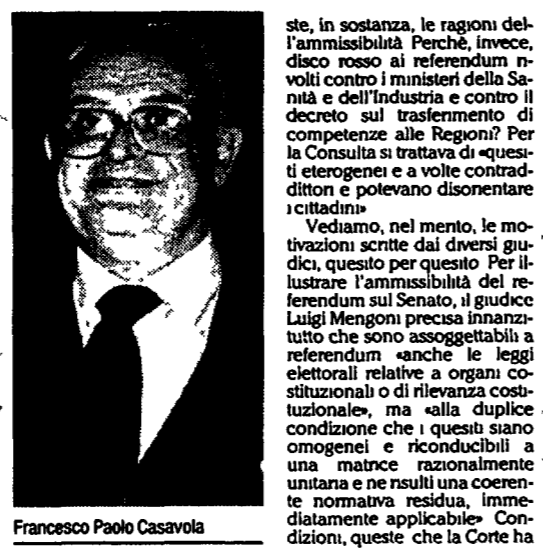 ste, in sostanza, le ragioni del-
l'ammissibilità Perchè, invece,
disco rosso ai referendum ri-
volti contro i ministeri della Sa-
nità e dell'Industria e contro il
decreto sul trasferimento di
competenze alle Regioni? Per
la Consulta si trattava di «quesi-
ti eterogenei e a volte contrad-
dittori e potevano disorientare
i cittadini»
Vediamo, nel merito, le mo-
tivazioni scritte dai diversi giu-
dici, quesito per quesito Per il-
lustrare l'ammissibilità del re-
ferendum sul Senato, il giudice
Luigi Mengoni precisa innanzi-
tutto che sono assoggettabili a
referendum «anche le leggi
elettorali relative a organi co-
stituzionali o di rilevanza costi-
tuzionale», ma «alla duplice
condizione che i quesiti siano
omogenei e riconducibili a
una matrice razionalmente
unitaria e ne risulti una coeren-
te normativa residua, imme-
diatamente applicabile» Con-
dizioni, queste che la Corte ha
Francesco Paolo Casavola